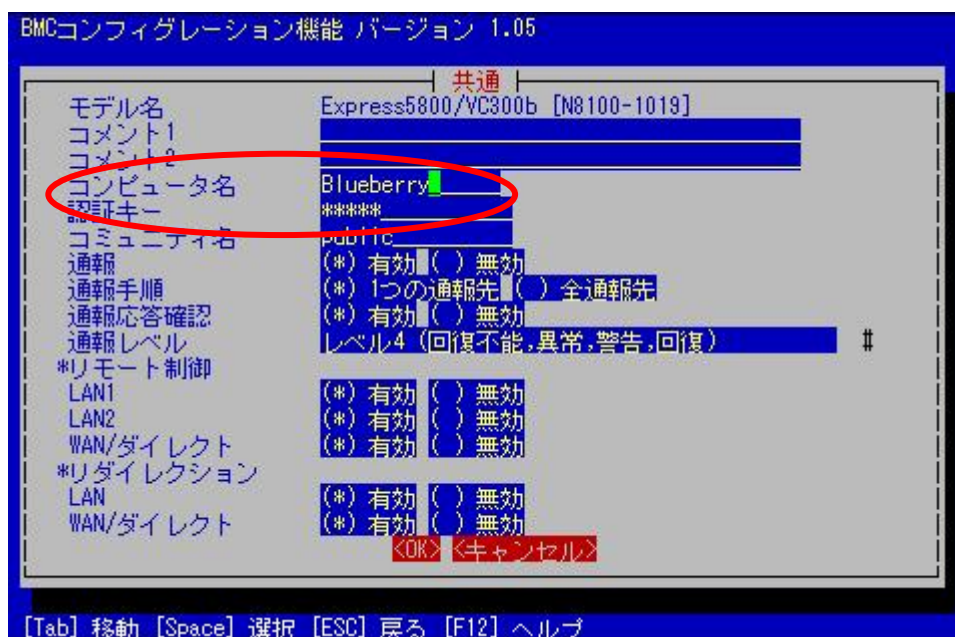 BMCコンフィグレーション機能 バージョン 1.05
共通
モデル名 Express5800/VC300b [N8100-1019]
コメント1
コメント2
コンピュータ名 Blueberry
認証キー *****
コミュニティ名 public
通報 (*) 有効 ( ) 無効
通報手順 (*) 1つの通報先 ( ) 全通報先
通報応答確認 (*) 有効 ( ) 無効
通報レベル レベル4 (回復不能,異常,警告,回復) #
*リモート制御
LAN1 (*) 有効 ( ) 無効
LAN2 (*) 有効 ( ) 無効
WAN/ダイレクト (*) 有効 ( ) 無効
*リダイレクション
LAN (*) 有効 ( ) 無効
WAN/ダイレクト (*) 有効 ( ) 無効
<OK> <キャンセル>
[Tab] 移動 [Space] 選択 [ESC] 戻る [F12] ヘルプ